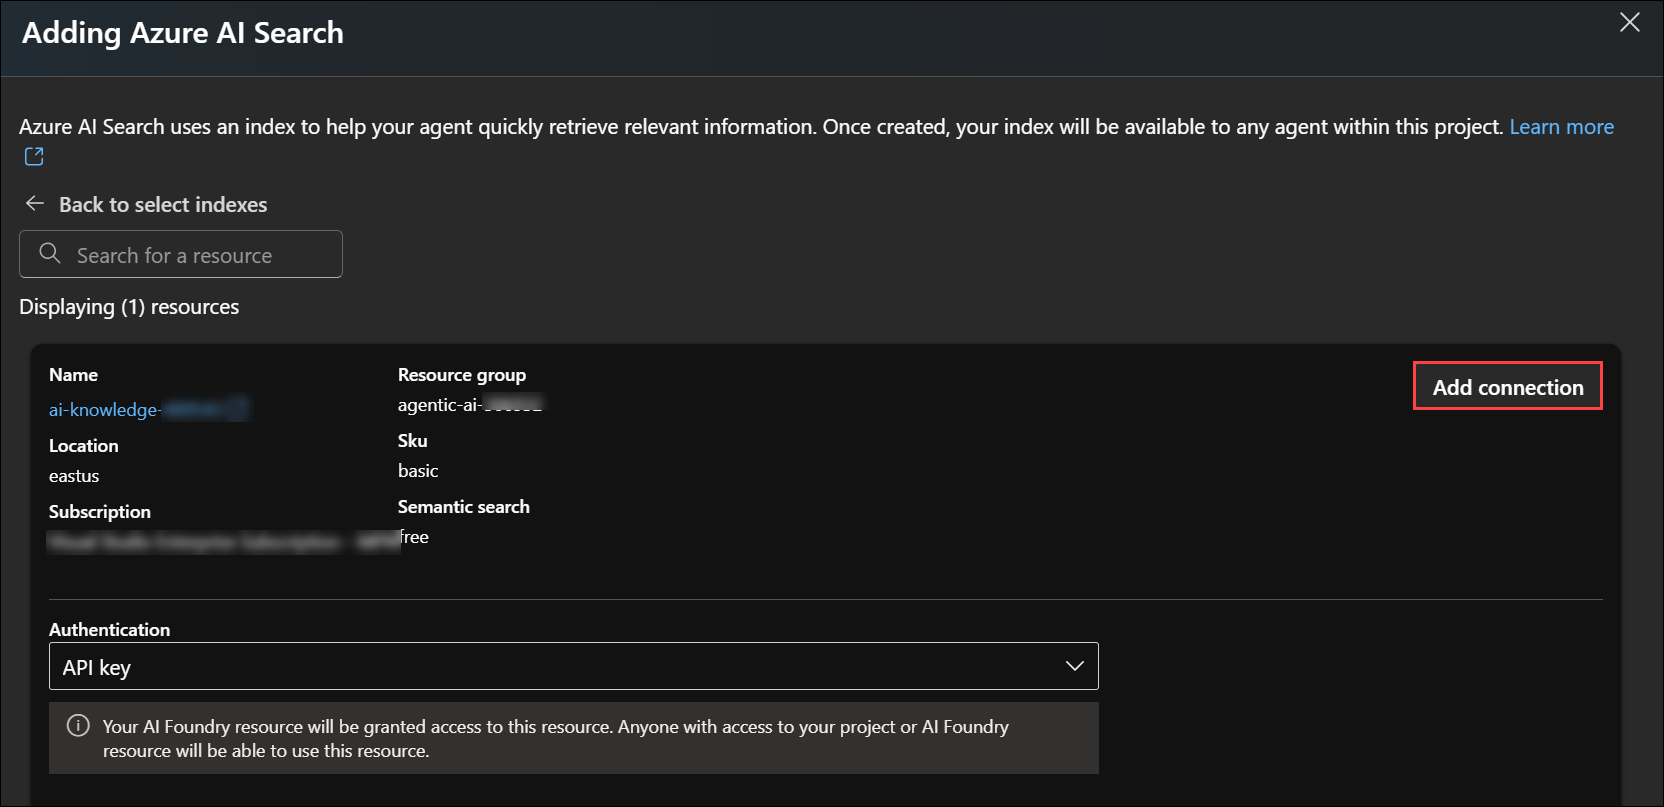 Adding Azure AI Search
Azure AI Search uses an index to help your agent quickly retrieve relevant information. Once created, your index will be available to any agent within this project. Learn more
Back to select indexes
Search for a resource
Displaying (1) resources
Name
ai-knowledge-
Location
eastus
Subscription
Resource group
agentic-ai-
Sku
basic
Semantic search
free
Add connection
Authentication
API key
Your AI Foundry resource will be granted access to this resource. Anyone with access to your project or AI Foundry
resource will be able to use this resource.